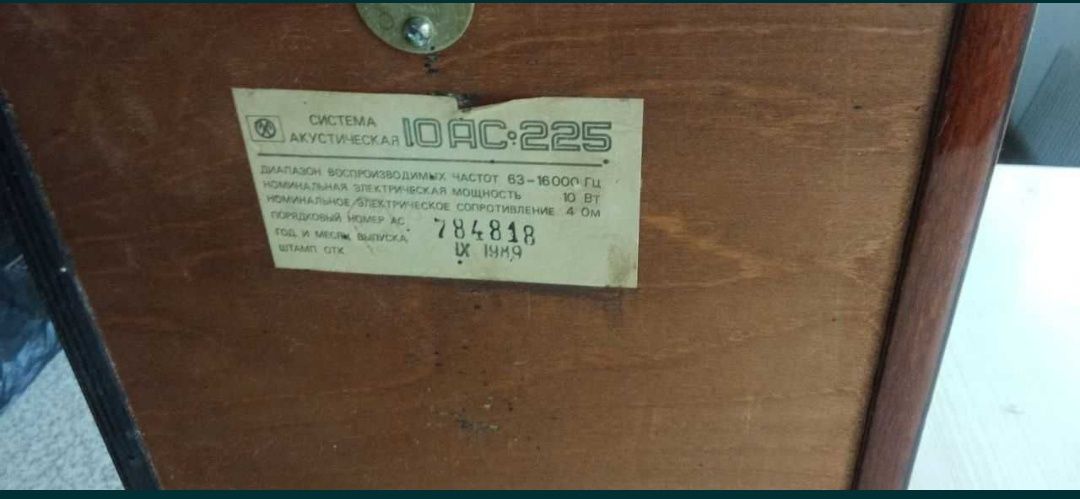 СИСТЕМА
АКУСТИЧЕСКАЯ 10АС-225
ДИАПАЗОН ВОСПРОИЗВОДИМЫХ ЧАСТОТ 63-16000 ГЦ
НОМИНАЛЬНАЯ ЭЛЕКТРИЧЕСКАЯ МОЩНОСТЬ 10 ВТ
НОМИНАЛЬНОЕ ЭЛЕКТРИЧЕСКОЕ СОПРОТИВЛЕНИЕ 4 ОМ
ПОРЯДКОВЫЙ НОМЕР АС 784818
ГОД И МЕСЯЦ ВЫПУСКА IX 1989
ШТАМП ОТК